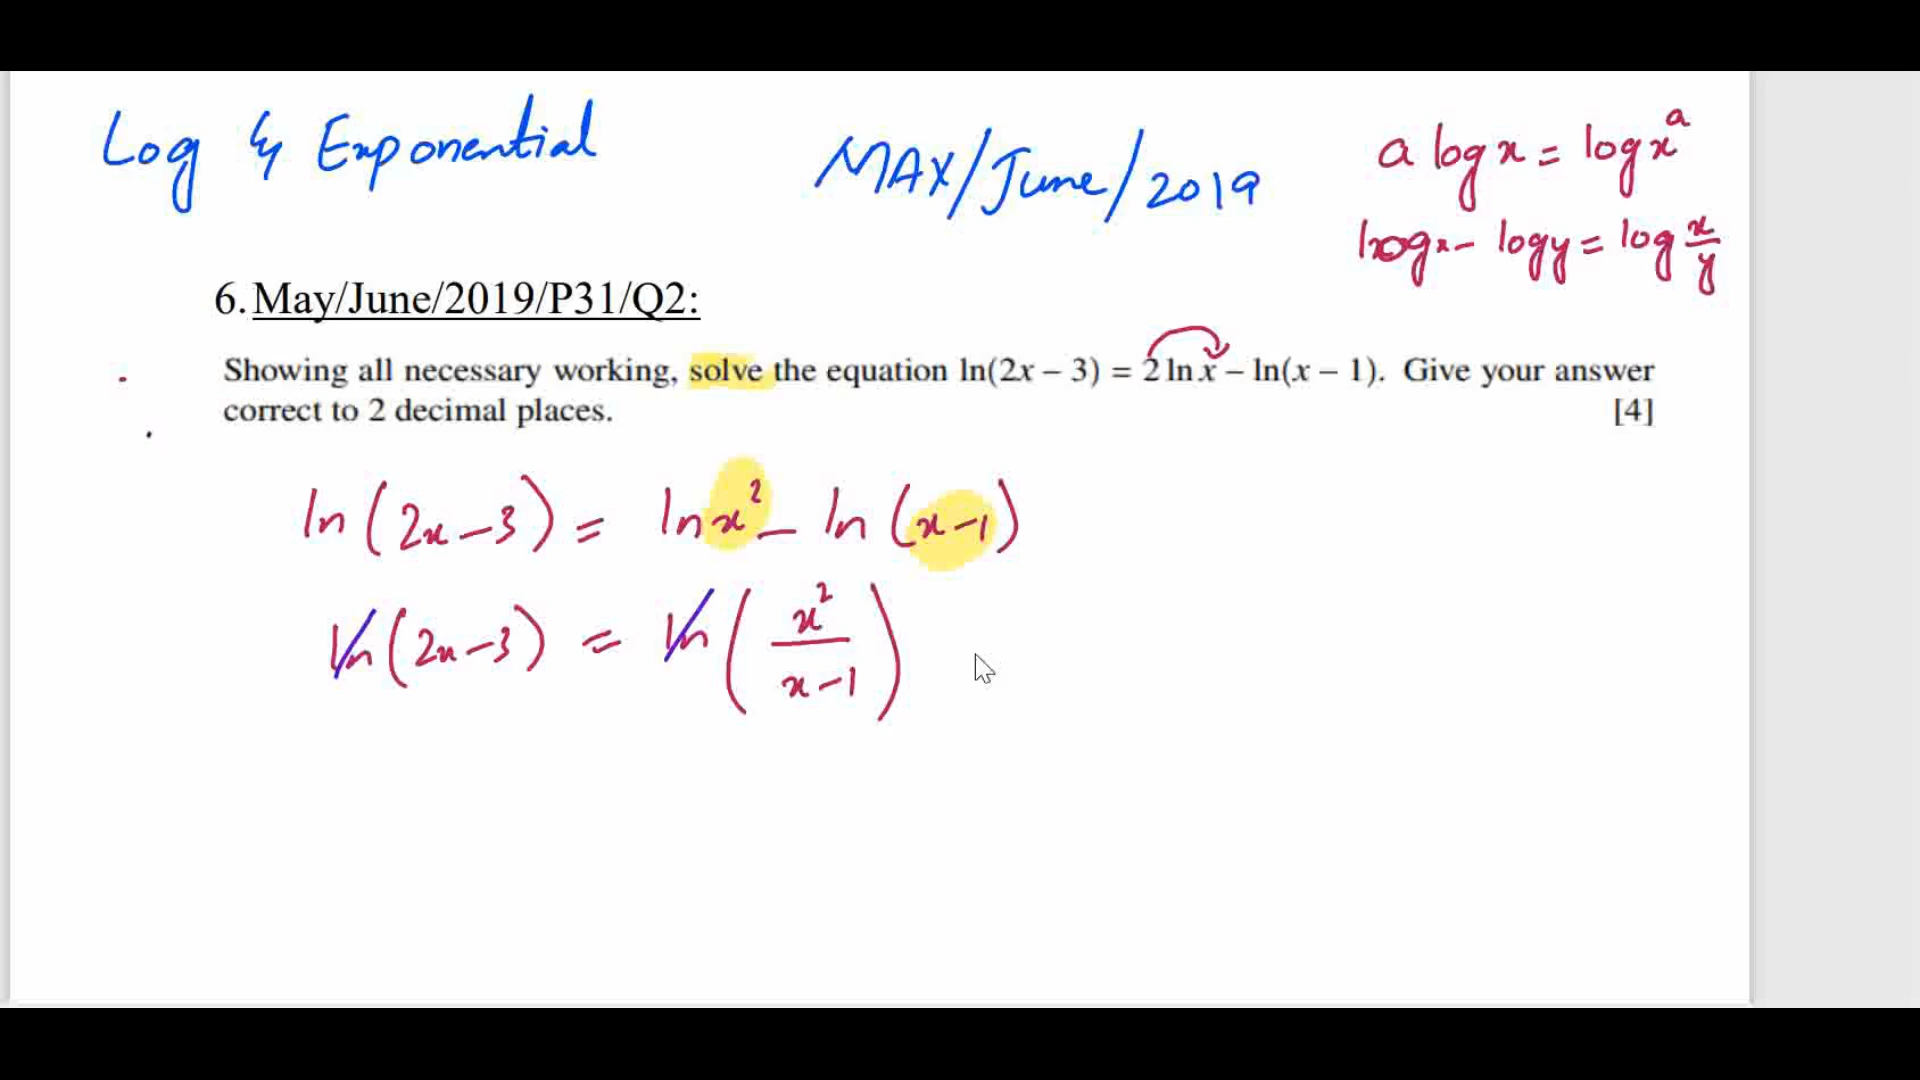 Log & Exponential
MAX/June/2019
a log x = log x^a
log x - log y = log x/y
6. May/June/2019/P31/Q2:
Showing all necessary working, solve the equation ln(2x − 3) = 2 ln x − ln(x − 1). Give your answer
correct to 2 decimal places. [4]
ln (2x − 3) = ln x² − ln (x − 1)
ln (2x − 3) = ln (x²/(x − 1))